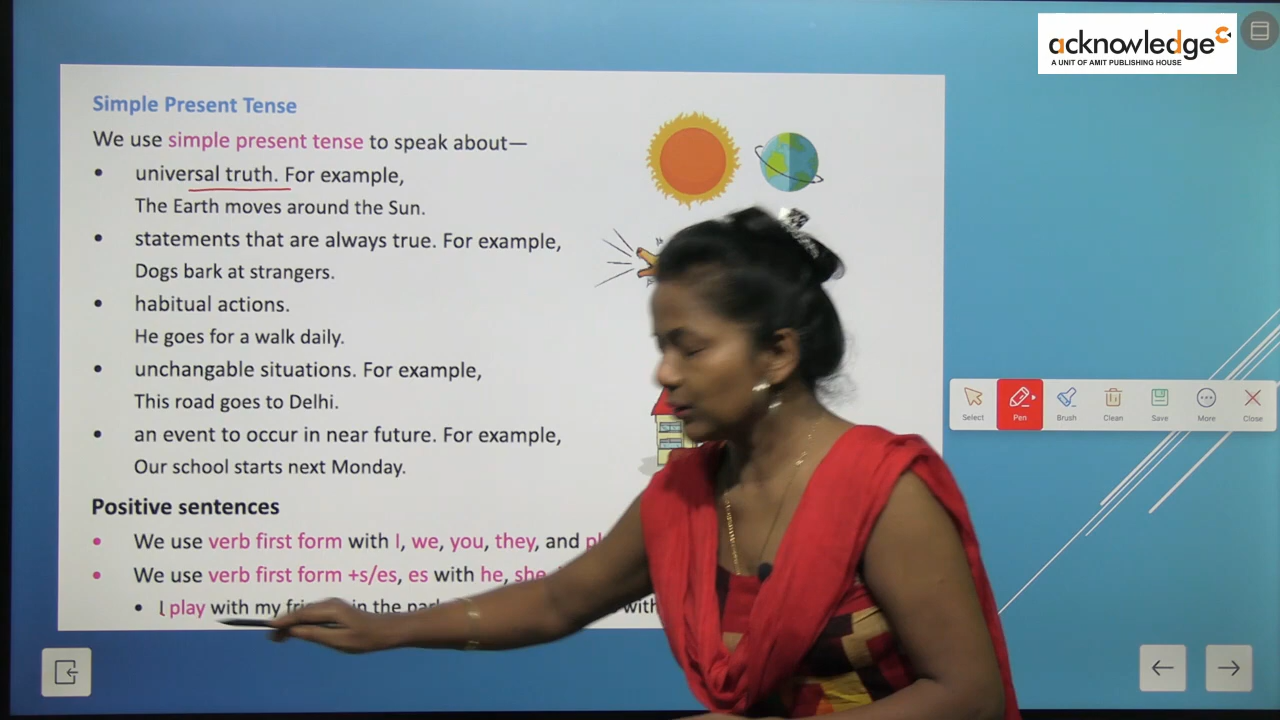 acknowledge
A UNIT OF AMIT PUBLISHING HOUSE
Simple Present Tense
We use simple present tense to speak about—
• universal truth. For example,
The Earth moves around the Sun.
• statements that are always true. For example,
Dogs bark at strangers.
• habitual actions.
He goes for a walk daily.
• unchangable situations. For example,
This road goes to Delhi.
• an event to occur in near future. For example,
Our school starts next Monday.
Positive sentences
• We use verb first form with I, we, you, they, and
• We use verb first form +s/es, es with he, she,
• I play with my in the with
Select Pen Brush Clean Save More Close